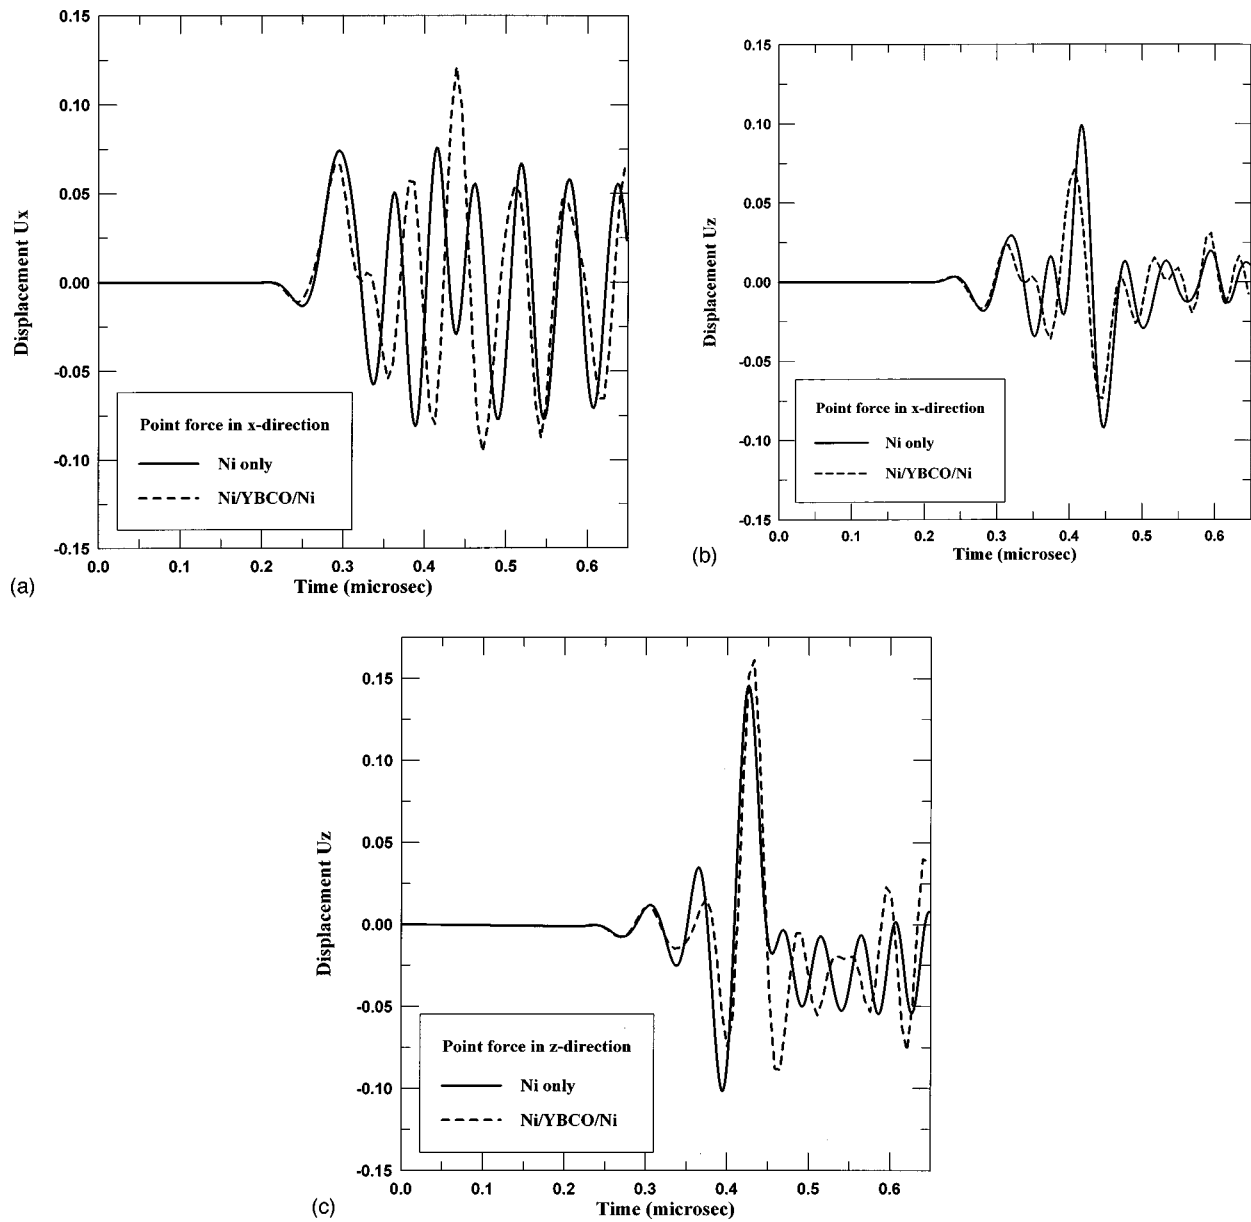 0.15
0.10
0.05
0.00
-0.05
-0.10
-0.15
Displacement Ux
Point force in x-direction
Ni only
Ni/YBCO/Ni
0.0 0.1 0.2 0.3 0.4 0.5 0.6
Time (microsec)
(a)
0.15
0.10
0.05
0.00
-0.05
-0.10
-0.15
Displacement Uz
Point force in x-direction
Ni only
Ni/YBCO/Ni
0.0 0.1 0.2 0.3 0.4 0.5 0.6
Time (microsec)
(b)
0.15
0.10
0.05
0.00
-0.05
-0.10
-0.15
Displacement Uz
Point force in z-direction
Ni only
Ni/YBCO/Ni
0.0 0.1 0.2 0.3 0.4 0.5 0.6
Time (microsec)
(c)